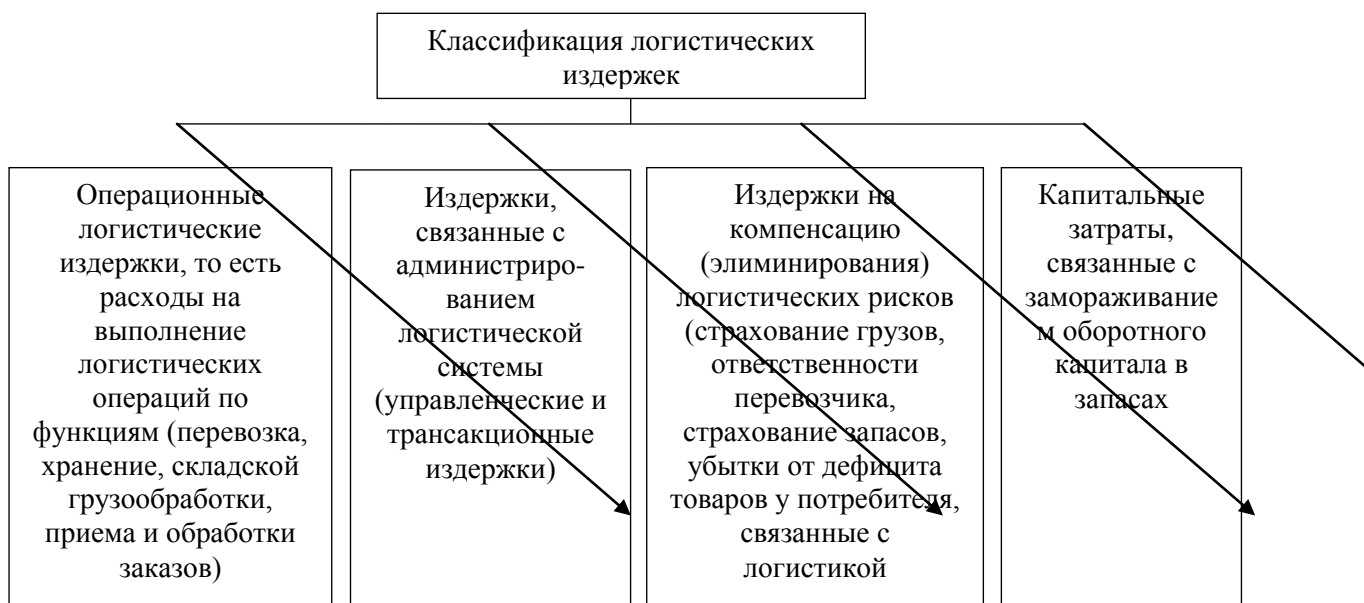 Классификация логистических
издержек
Операционные
логистические
издержки, то есть
расходы на
выполнение
логистических
операций по
функциям (перевозка,
хранение, складской
грузообработки,
приема и обработки
заказов)
Издержки,
связанные с
администриро-
ванием
логистической
системы
(управленческие и
трансакционные
издержки)
Издержки на
компенсацию
(элиминирования)
логистических рисков
(страхование грузов,
ответственности
перевозчика,
страхование запасов,
убытки от дефицита
товаров у потребителя,
связанные с
логистикой
Капитальные
затраты,
связанные с
замораживание
м оборотного
капитала в
запасах